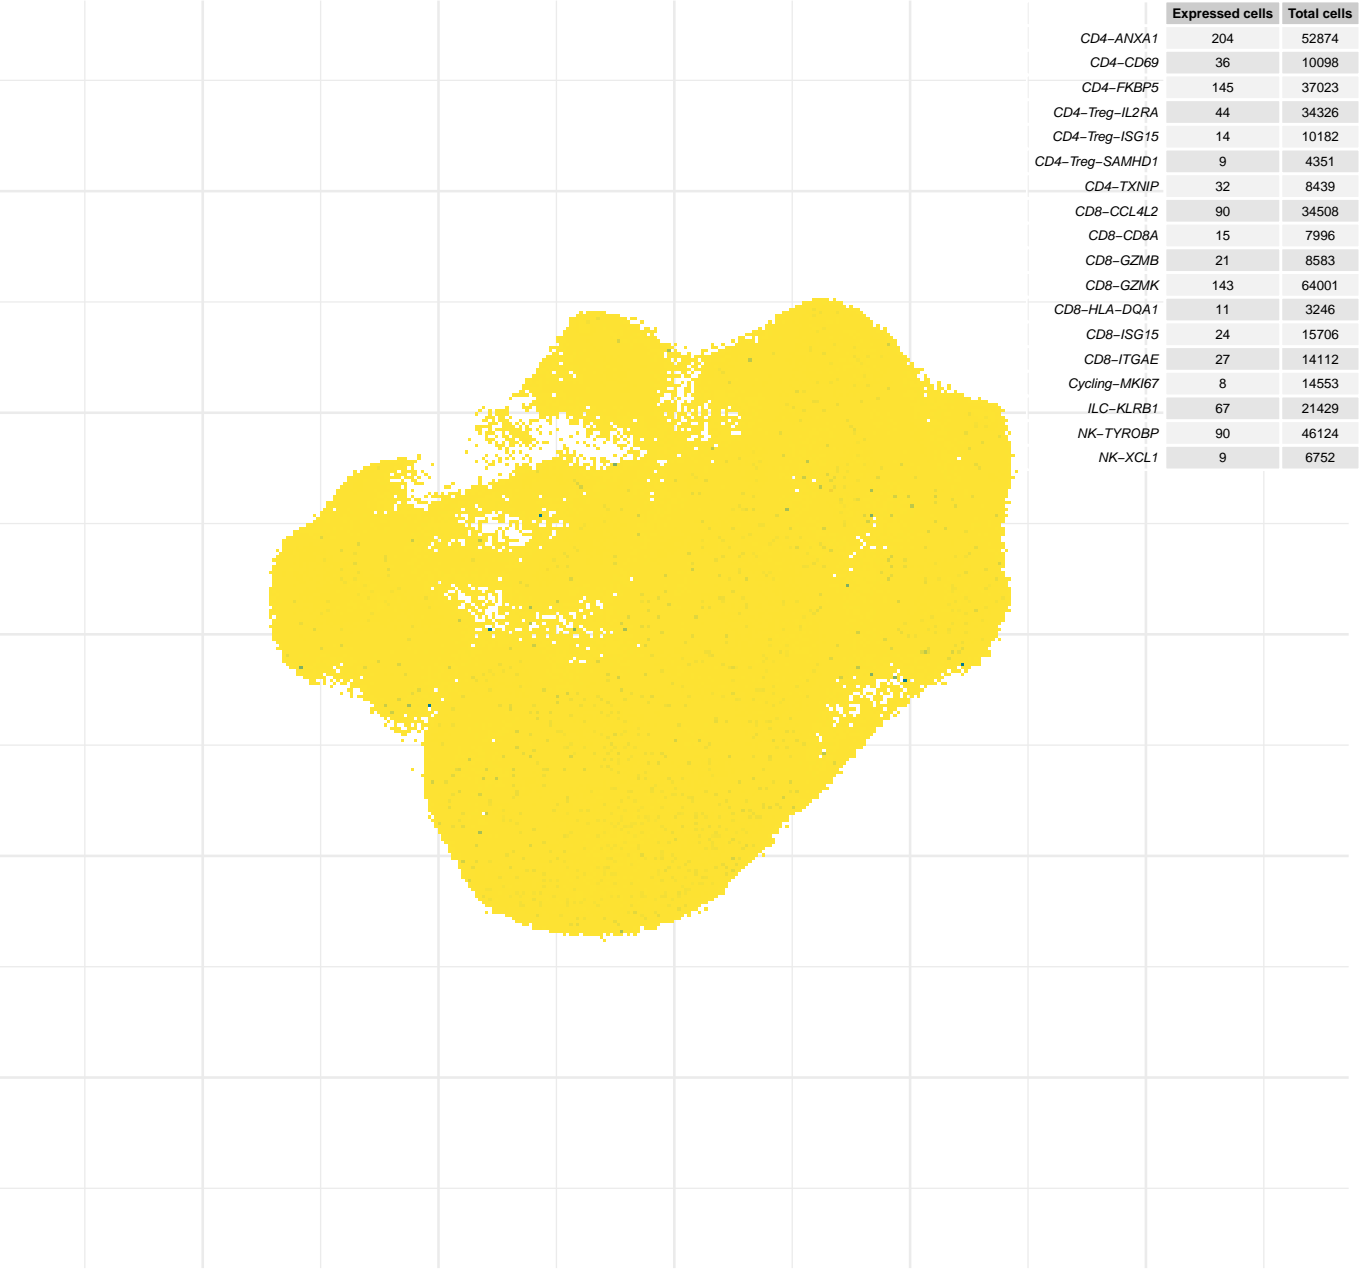 Expressed cells Total cells
CD4−ANXA1 204 52874
CD4−CD69 36 10098
CD4−FKBP5 145 37023
CD4−Treg−IL2RA 44 34326
CD4−Treg−ISG15 14 10182
CD4−Treg−SAMHD1 9 4351
CD4−TXNIP 32 8439
CD8−CCL4L2 90 34508
CD8−CD8A 15 7996
CD8−GZMB 21 8583
CD8−GZMK 143 64001
CD8−HLA−DQA1 11 3246
CD8−ISG15 24 15706
CD8−ITGAE 27 14112
Cycling−MKI67 8 14553
ILC−KLRB1 67 21429
NK−TYROBP 90 46124
NK−XCL1 9 6752